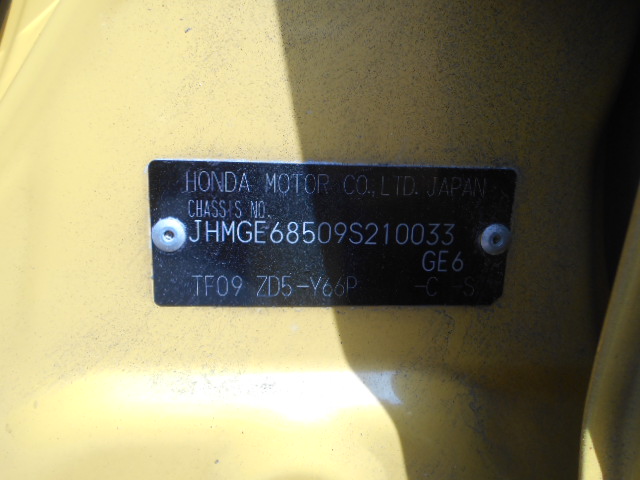 HONDA MOTOR CO., LTD. JAPAN
CHASSIS NO.
JHMGE68509S210033
GE6
TF09 ZD5-Y66P -C -S